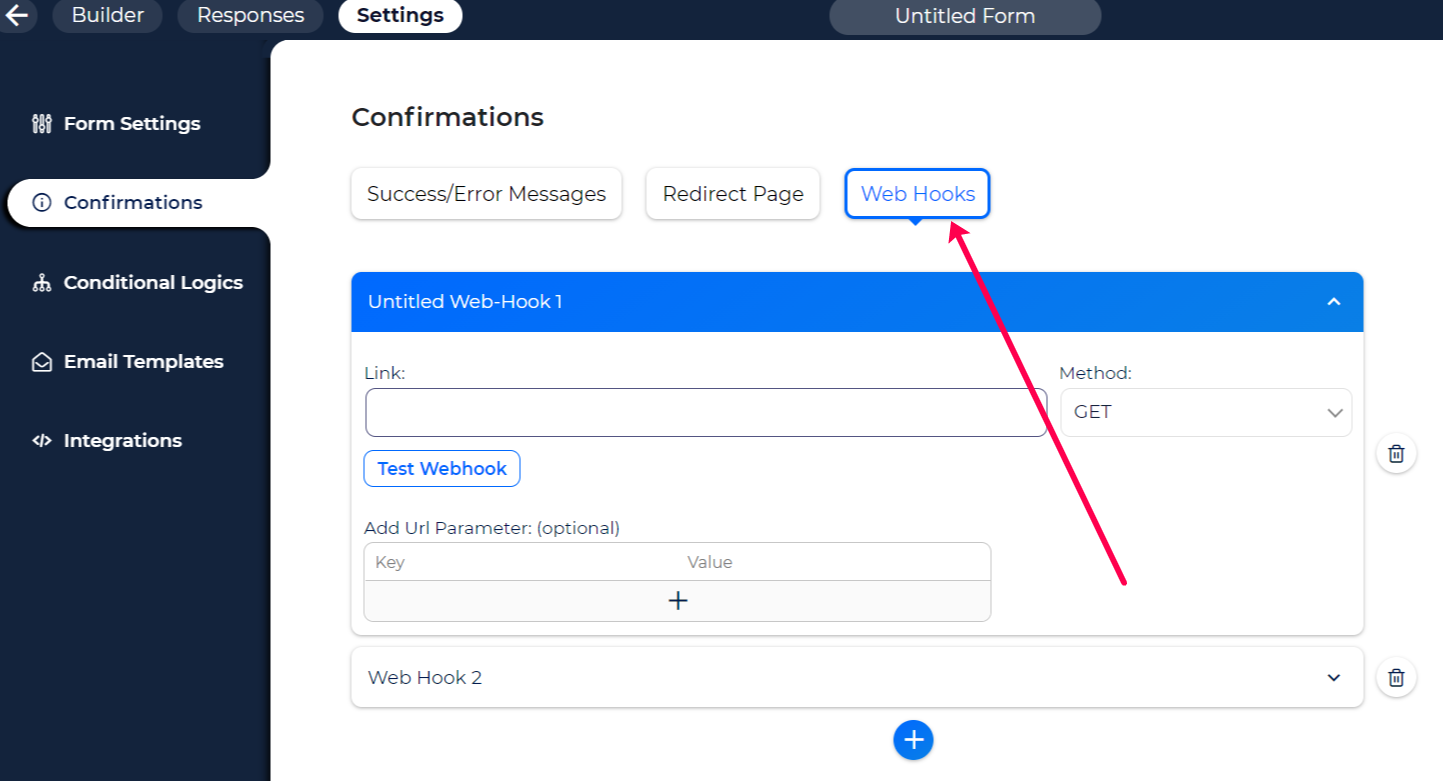 Builder
Responses
Settings
Untitled Form
Form Settings
Confirmations
Conditional Logics
Email Templates
Integrations
Confirmations
Success/Error Messages
Redirect Page
Web Hooks
Untitled Web-Hook 1
Link:
Method:
GET
Test Webhook
Add Url Parameter: (optional)
Key
Value
Web Hook 2